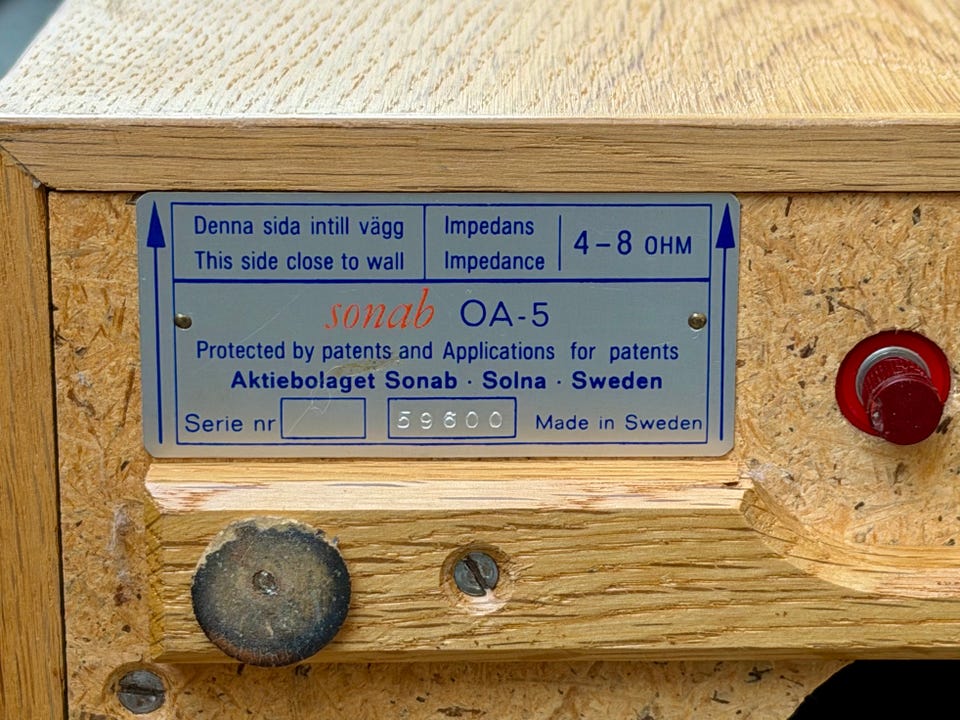 Denna sida intill vägg
This side close to wall
Impedans
Impedance
4-8 OHM
sonab OA-5
Protected by patents and Applications for patents
Aktiebolaget Sonab · Solna · Sweden
Serie nr 59600 Made in Sweden